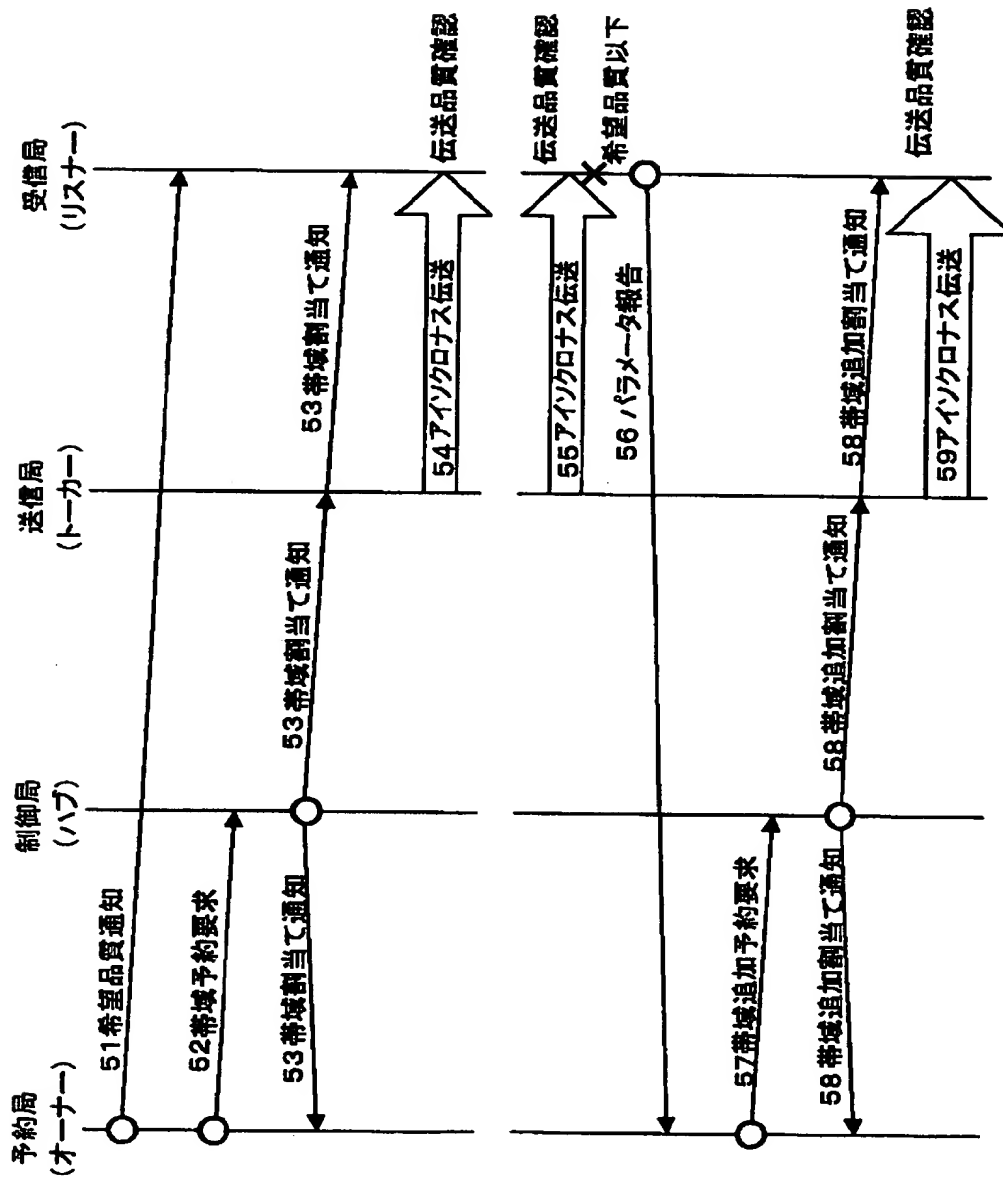 予約局
(オーナー)
制御局
(ハブ)
送信局
(トーカー)
受信局
(リスナー)
51希望品質通知
52帯域予約要求
53帯域割当て通知
53帯域割当て通知
53帯域割当て通知
54アイソクロナス伝送
伝送品質確認
55アイソクロナス伝送
伝送品質確認
希望品質以下
56 パラメータ報告
57帯域追加予約要求
58帯域追加割当て通知
58帯域追加割当て通知
58帯域追加割当て通知
59アイソクロナス伝送
伝送品質確認